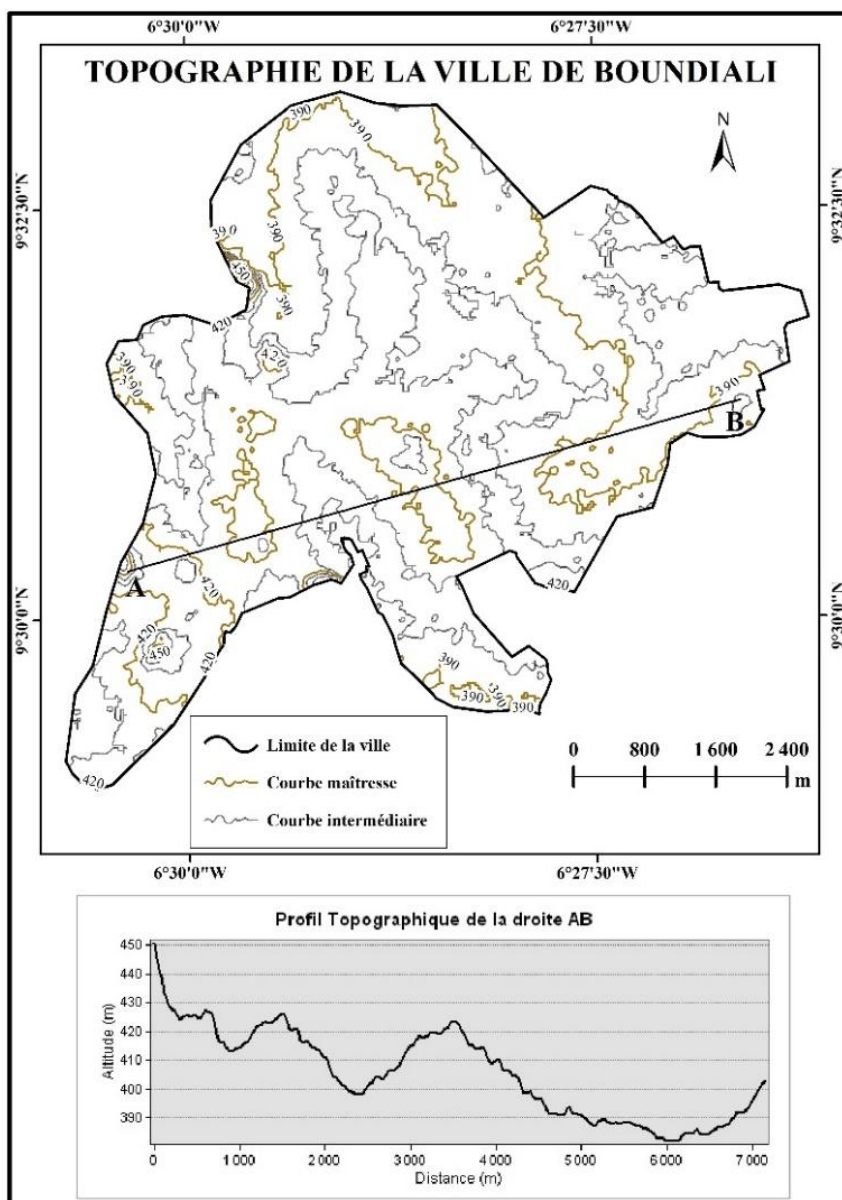 6°30'0"W
6°27'30"W
TOPOGRAPHIE DE LA VILLE DE BOUNDIALI
N
9°32'30"N
9°32'30"N
390
390
390
390
450
390
420
420
390
390
390
B
A
420
420
420
450
420
420
9°30'0"N
9°30'0"N
390
390
390
390
Limite de la ville
Courbe maîtresse
Courbe intermédiaire
0 800 1 600 2 400
m
6°30'0"W
6°27'30"W
Profil Topographique de la droite AB
Altitude (m)
450
440
430
420
410
400
390
0 1 000 2 000 3 000 4 000 5 000 6 000 7 000
Distance (m)